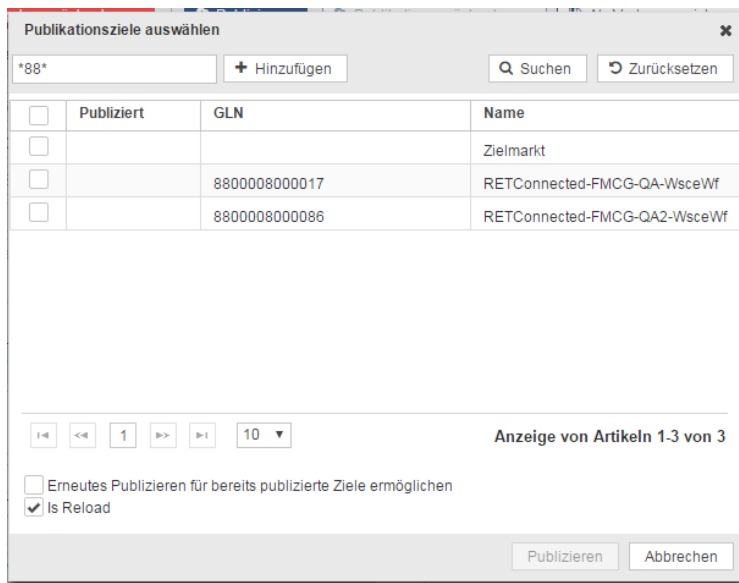 Publikationsziele auswählen
*88* Hinzufügen Suchen Zurücksetzen
Publiziert GLN Name
Zielmarkt
8800008000017 RETConnected-FMCG-QA-WsceWf
8800008000086 RETConnected-FMCG-QA2-WsceWf
1 10 Anzeige von Artikeln 1-3 von 3
Erneutes Publizieren für bereits publizierte Ziele ermöglichen
Is Reload
Publizieren Abbrechen